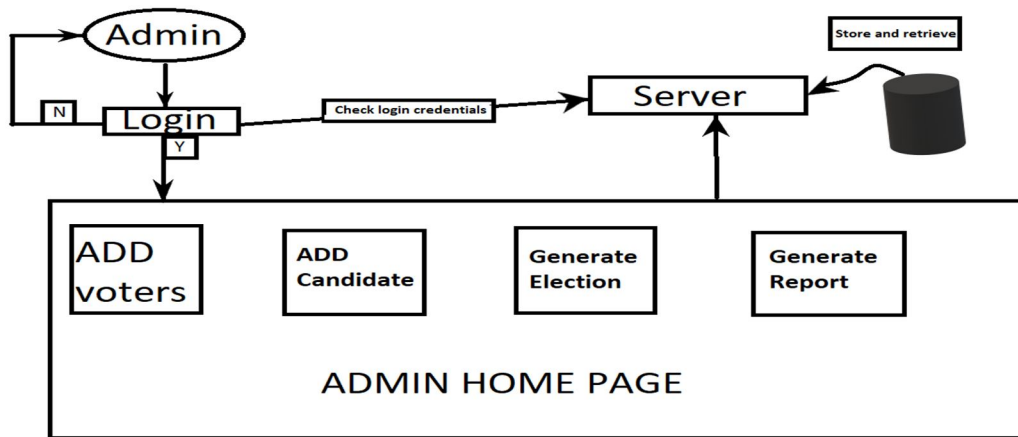 Admin
Store and retrieve
N
Login
Check login credentials
Server
Y
ADD
voters
ADD
Candidate
Generate
Election
Generate
Report
ADMIN HOME PAGE